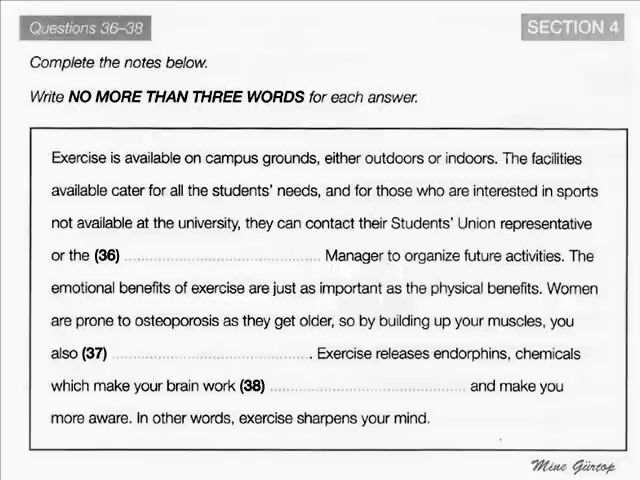 Questions 36–38
SECTION 4
Complete the notes below.
Write NO MORE THAN THREE WORDS for each answer.
Exercise is available on campus grounds, either outdoors or indoors. The facilities
available cater for all the students' needs, and for those who are interested in sports
not available at the university, they can contact their Students' Union representative
or the (36) ........................................ Manager to organize future activities. The
emotional benefits of exercise are just as important as the physical benefits. Women
are prone to osteoporosis as they get older, so by building up your muscles, you
also (37) ........................................ . Exercise releases endorphins, chemicals
which make your brain work (38) ........................................ and make you
more aware. In other words, exercise sharpens your mind.
Mine Gürtop